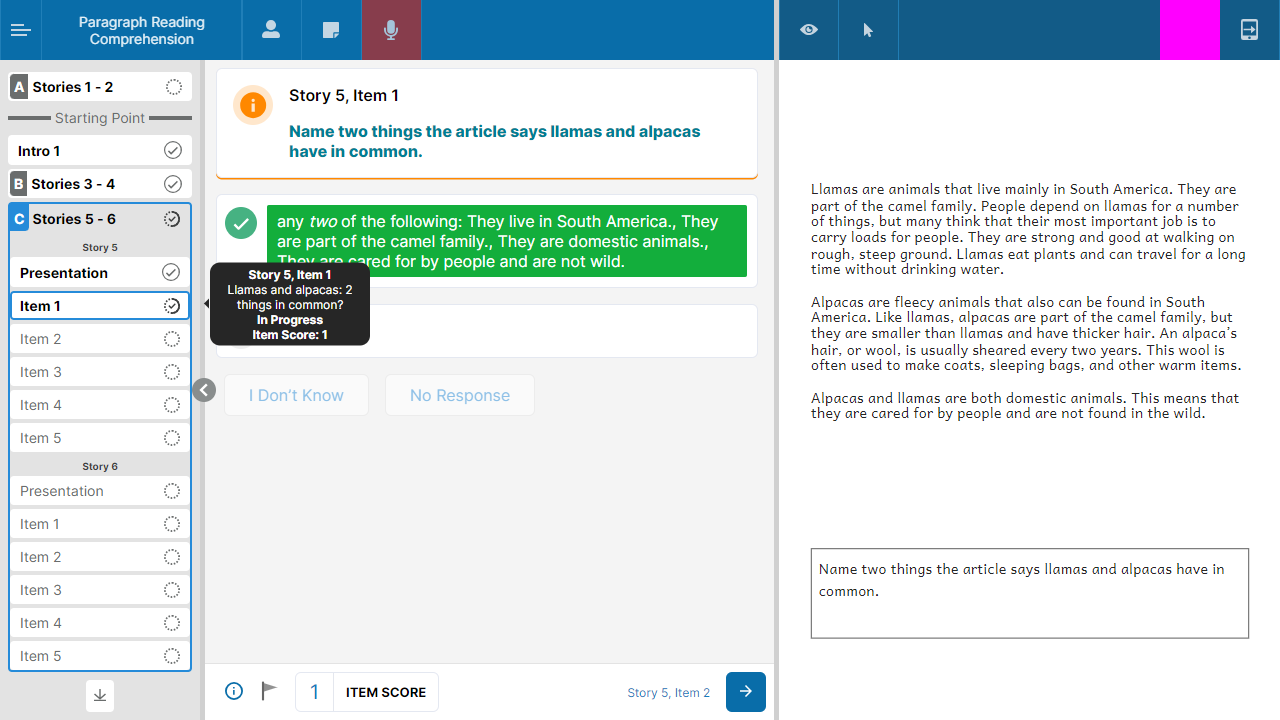 Paragraph Reading
Comprehension
A Stories 1 - 2
Starting Point
Intro 1
B Stories 3 - 4
C Stories 5 - 6
Story 5
Presentation
Item 1
Item 2
Item 3
Item 4
Item 5
Story 6
Presentation
Item 1
Item 2
Item 3
Item 4
Item 5
Story 5, Item 1
Name two things the article says llamas and alpacas
have in common.
any two of the following: They live in South America., They
are part of the camel family., They are domestic animals.,
They are cared for by people and are not wild.
Story 5, Item 1
Llamas and alpacas: 2
things in common?
In Progress
Item Score: 1
I Don't Know
No Response
1 ITEM SCORE
Story 5, Item 2
Llamas are animals that live mainly in South America. They are
part of the camel family. People depend on llamas for a number
of things, but many think that their most important job is to
carry loads for people. They are strong and good at walking on
rough, steep ground. Llamas eat plants and can travel for a long
time without drinking water.
Alpacas are fleecy animals that also can be found in South
America. Like llamas, alpacas are part of the camel family, but
they are smaller than llamas and have thicker hair. An alpaca's
hair, or wool, is usually sheared every two years. This wool is
often used to make coats, sleeping bags, and other warm items.
Alpacas and llamas are both domestic animals. This means that
they are cared for by people and are not found in the wild.
Name two things the article says llamas and alpacas have in
common.